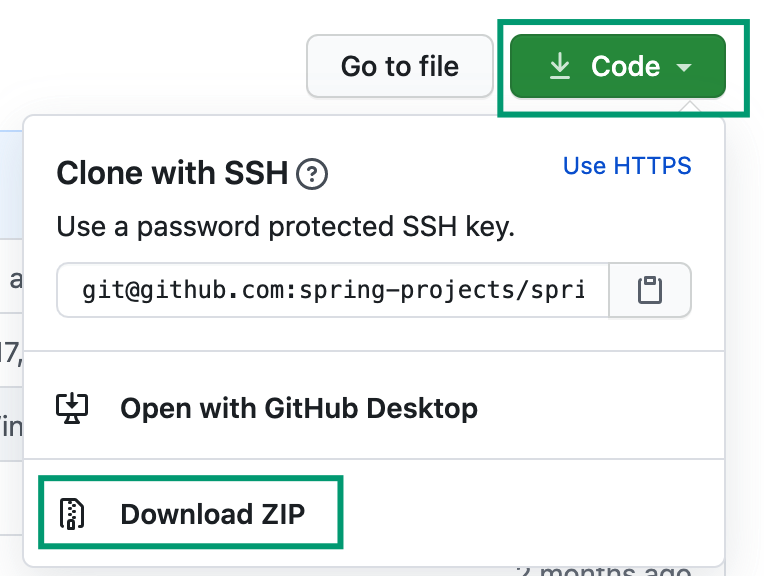 Go to file
Code
Clone with SSH
?
Use HTTPS
Use a password protected SSH key.
git@github.com:spring-projects/spri
a
17,
in
Open with GitHub Desktop
Download ZIP
2 months ago